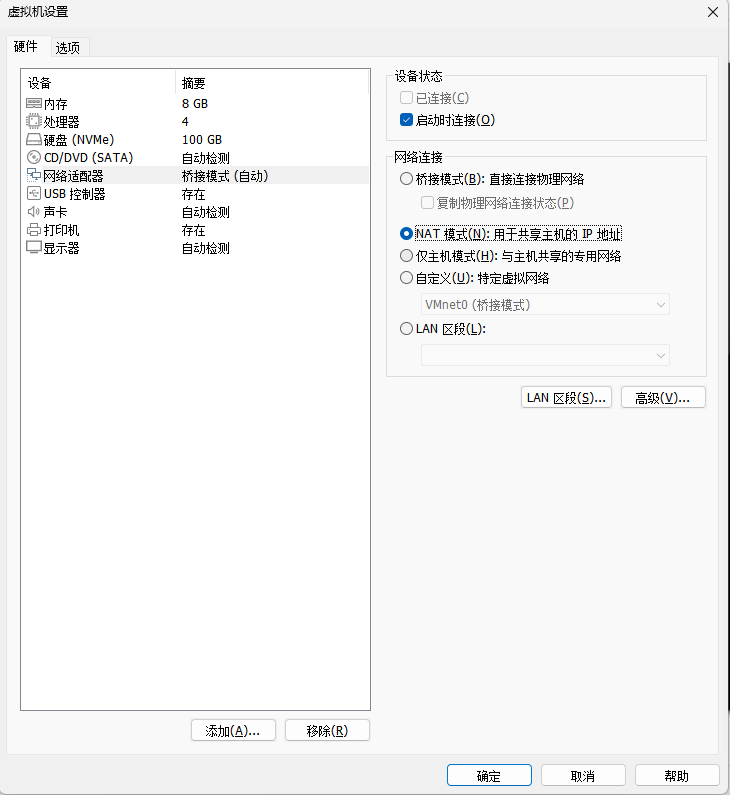 虚拟机设置
硬件 选项
设备 摘要
内存 8 GB
处理器 4
硬盘 (NVMe) 100 GB
CD/DVD (SATA) 自动检测
网络适配器 桥接模式 (自动)
USB 控制器 存在
声卡 自动检测
打印机 存在
显示器 自动检测
添加(A)... 移除(R)
设备状态
已连接(C)
启动时连接(O)
网络连接
桥接模式(B): 直接连接物理网络
复制物理网络连接状态(P)
NAT 模式(N): 用于共享主机的 IP 地址
仅主机模式(H): 与主机共享的专用网络
自定义(U): 特定虚拟网络
VMnet0 (桥接模式)
LAN 区段(L):
LAN 区段(S)... 高级(V)...
确定 取消 帮助